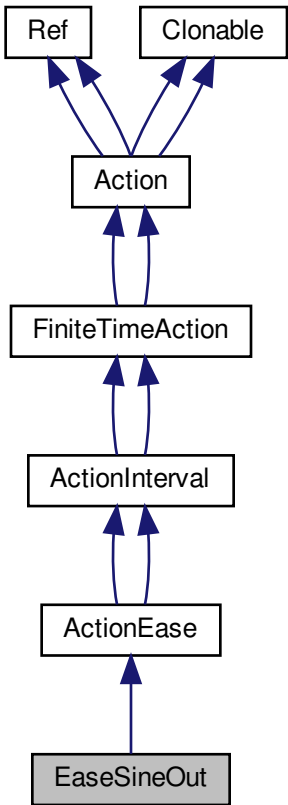 Ref
Clonable
Action
FiniteTimeAction
ActionInterval
ActionEase
EaseSineOut